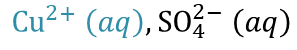 Cu²⁺ (aq), SO₄²⁻ (aq)